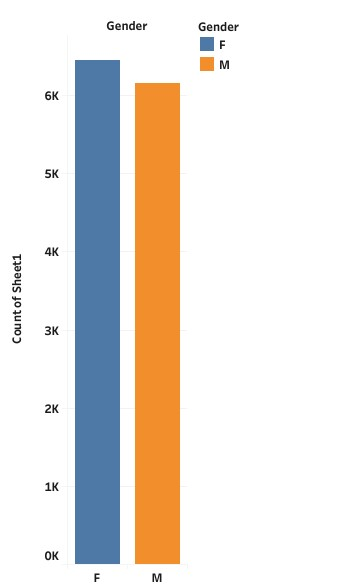 Gender
Gender
F
M
6K
5K
4K
3K
2K
1K
0K
Count of Sheet1
F M